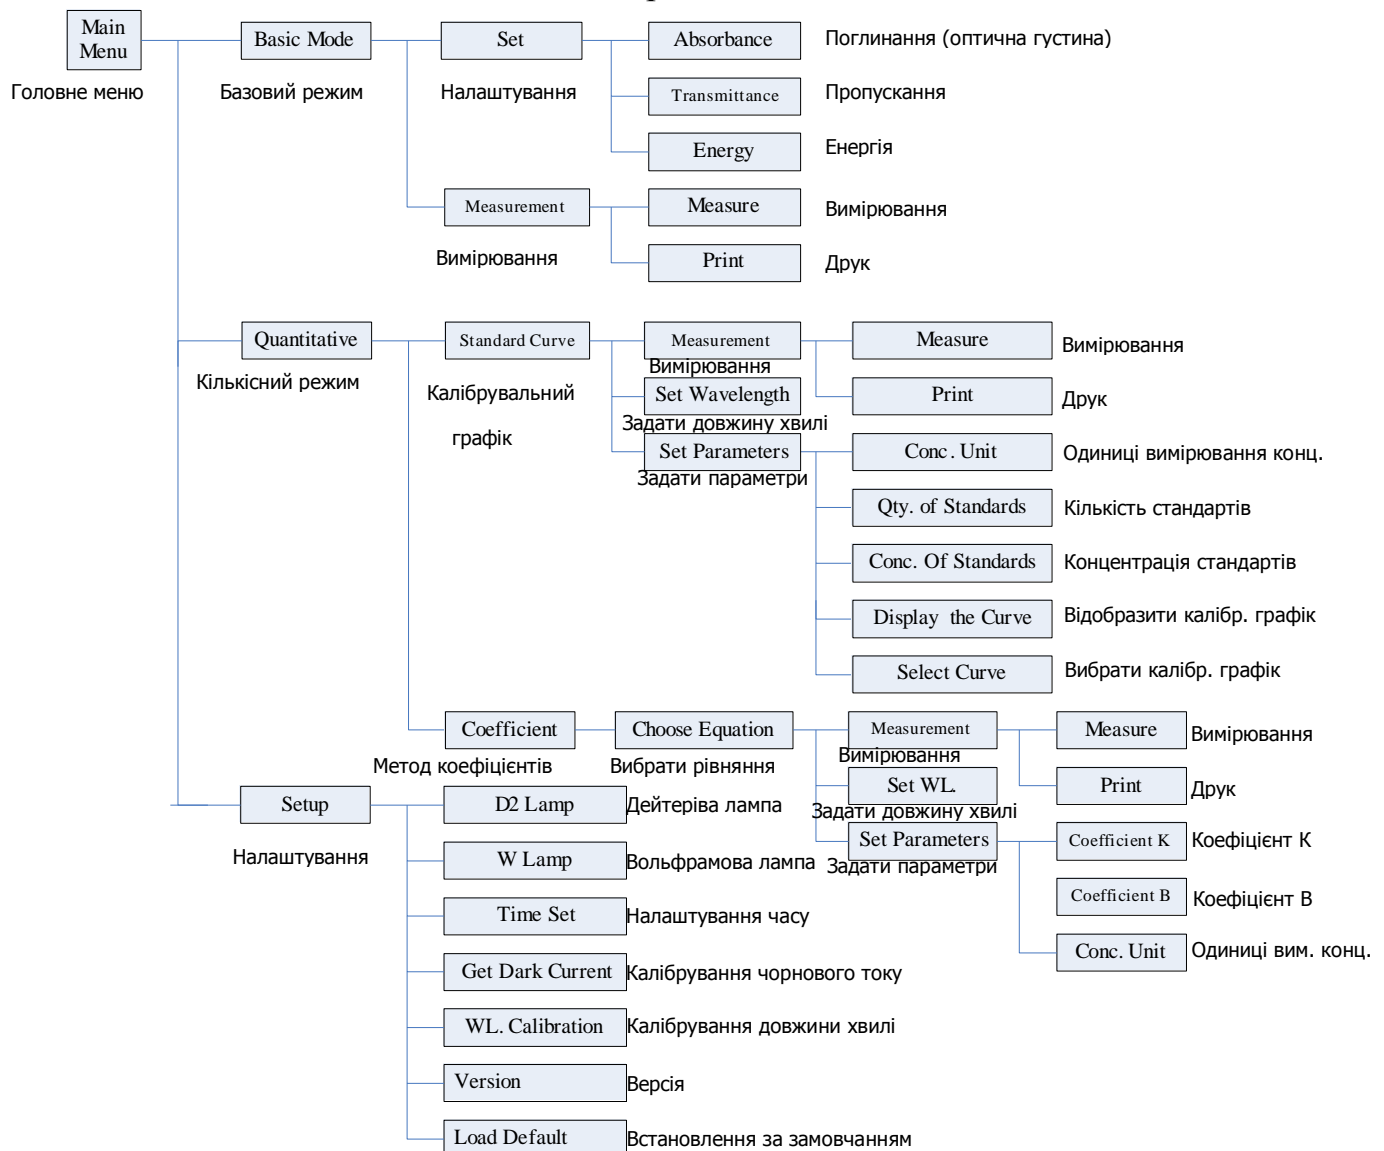 Main
Menu
Головне меню
Basic Mode
Базовий режим
Set
Налаштування
Absorbance
Поглинання (оптична густина)
Transmittance
Пропускання
Energy
Енергія
Measurement
Вимірювання
Measure
Вимірювання
Print
Друк
Quantitative
Кількісний режим
Standard Curve
Калібрувальний
графік
Measurement
Вимірювання
Measure
Вимірювання
Print
Друк
Set Wavelength
Задати довжину хвилі
Set Parameters
Задати параметри
Conc. Unit
Одиниці вимірювання конц.
Qty. of Standards
Кількість стандартів
Conc. Of Standards
Концентрація стандартів
Display the Curve
Відобразити калібр. графік
Select Curve
Вибрати калібр. графік
Coefficient
Метод коефіцієнтів
Choose Equation
Вибрати рівняння
Measurement
Вимірювання
Measure
Вимірювання
Print
Друк
Set WL.
Задати довжину хвилі
Set Parameters
Задати параметри
Coefficient K
Коефіцієнт К
Coefficient B
Коефіцієнт В
Conc. Unit
Одиниці вим. конц.
Setup
Налаштування
D2 Lamp
Дейтеріва лампа
W Lamp
Вольфрамова лампа
Time Set
Налаштування часу
Get Dark Current
Калібрування чорнового току
WL. Calibration
Калібрування довжини хвилі
Version
Версія
Load Default
Встановлення за замовчанням